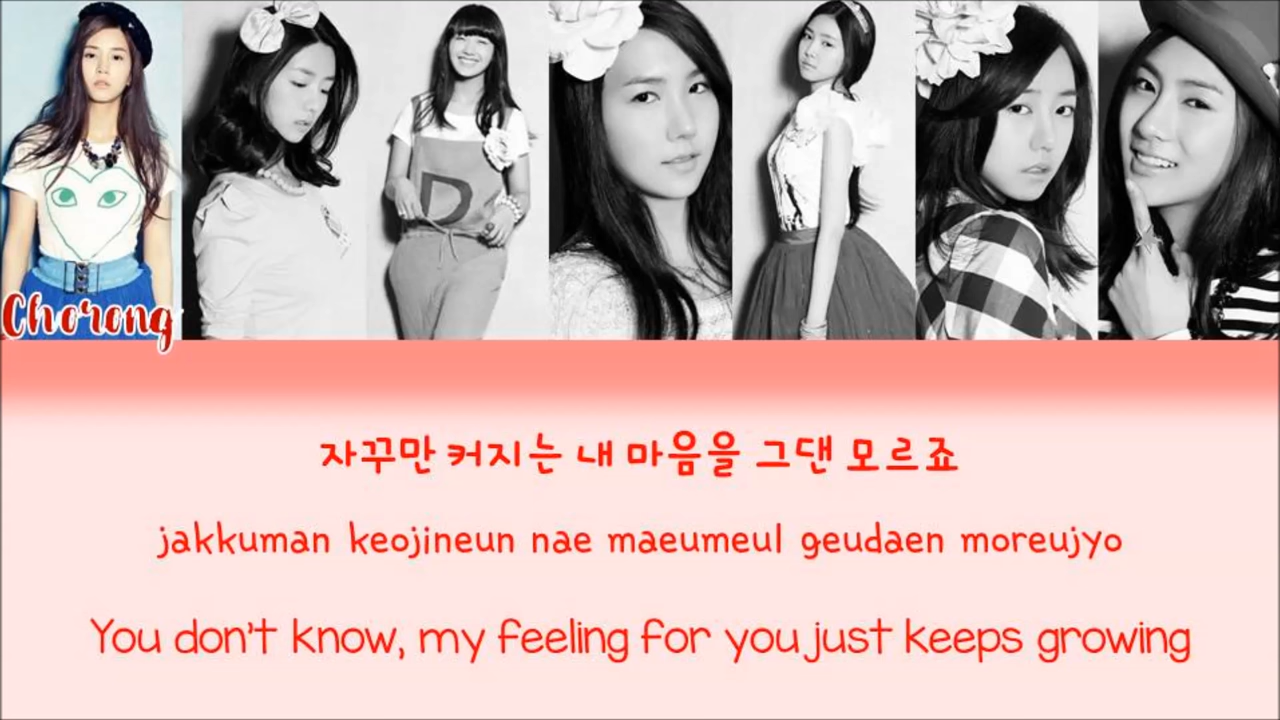 Chorong
D
자꾸만 커지는 내 마음을 그댄 모르죠
jakkuman keojineun nae maeumeul geudaen moreujyo
You don't know, my feeling for you just keeps growing